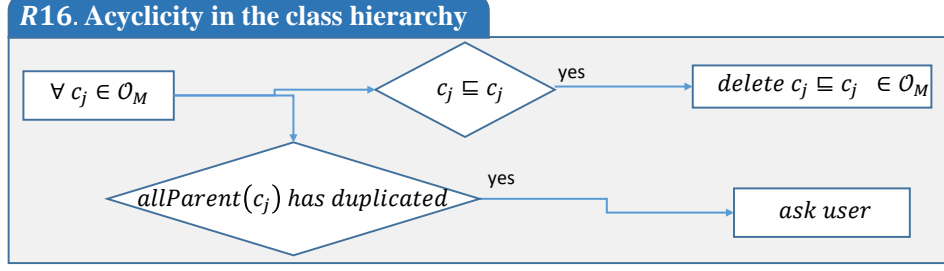 R16. Acyclicity in the class hierarchy
∀ c_j ∈ 𝒪_M
c_j ⊑ c_j
yes
delete c_j ⊑ c_j ∈ 𝒪_M
allParent(c_j) has duplicated
yes
ask user